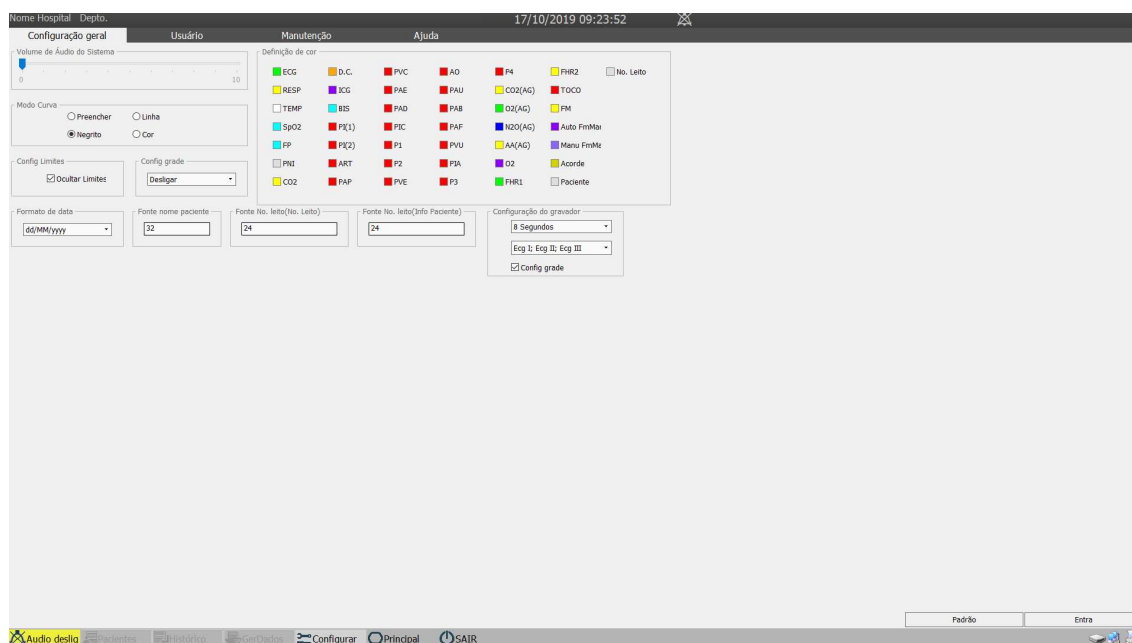 Nome Hospital Depto. 17/10/2019 09:23:52
Configuração geral Usuário Manutenção Ajuda
Volume de Áudio do Sistema
0 10
Modo Curva
Preencher Linha
Negrito Cor
Config Limites Config grade
Ocultar Limites Desligar
Definição de cor
ECG D.C. PVC AO P4 FHR2 No. Leito
RESP ICG PAE PAU CO2(AG) TOCO
TEMP BIS PAD PAB O2(AG) FM
SpO2 PI(1) PIC PAF N2O(AG) Auto FmMar
FP PI(2) P1 PVU AA(AG) Manu FmMa
PNI ART P2 PIA O2 Acorde
CO2 PAP PVE P3 FHR1 Paciente
Formato de data Fonte nome paciente Fonte No. leito(No. Leito) Fonte No. leito(Info Paciente) Configuração do gravador
dd/MM/yyyy 32 24 24 8 Segundos
Ecg I; Ecg II; Ecg III
Config grade
Padrão Entra
Audio deslig Pacientes Histórico GerDados Configurar Principal SAIR